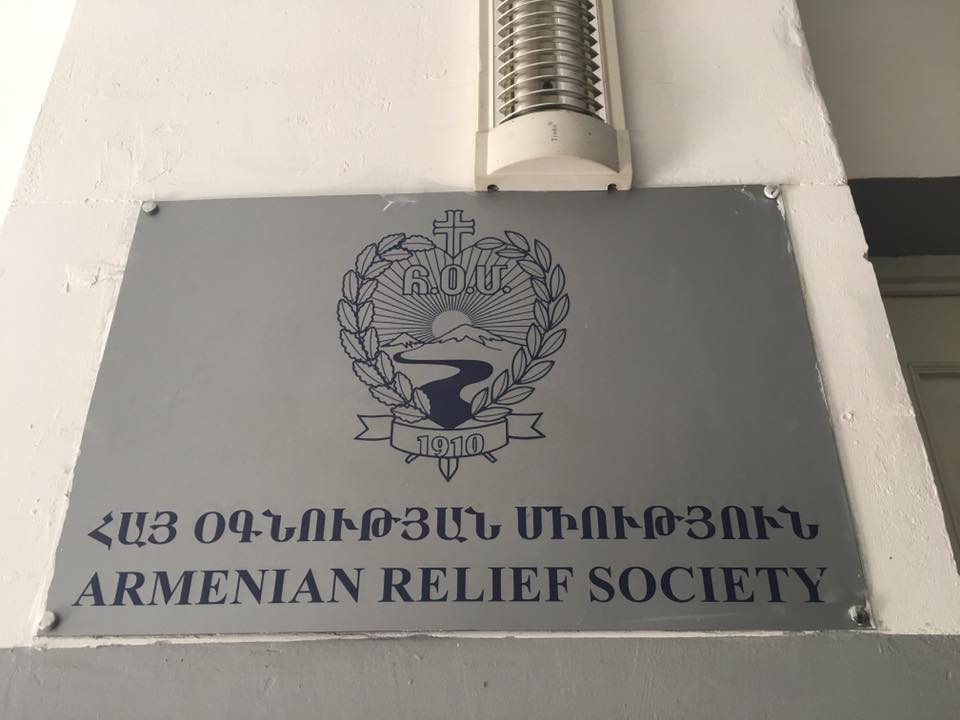 Հ.Օ.Մ.
1910
ՀԱՅ ՕԳՆՈՒԹՅԱՆ ՄԻՈՒԹՅՈՒՆ
ARMENIAN RELIEF SOCIETY